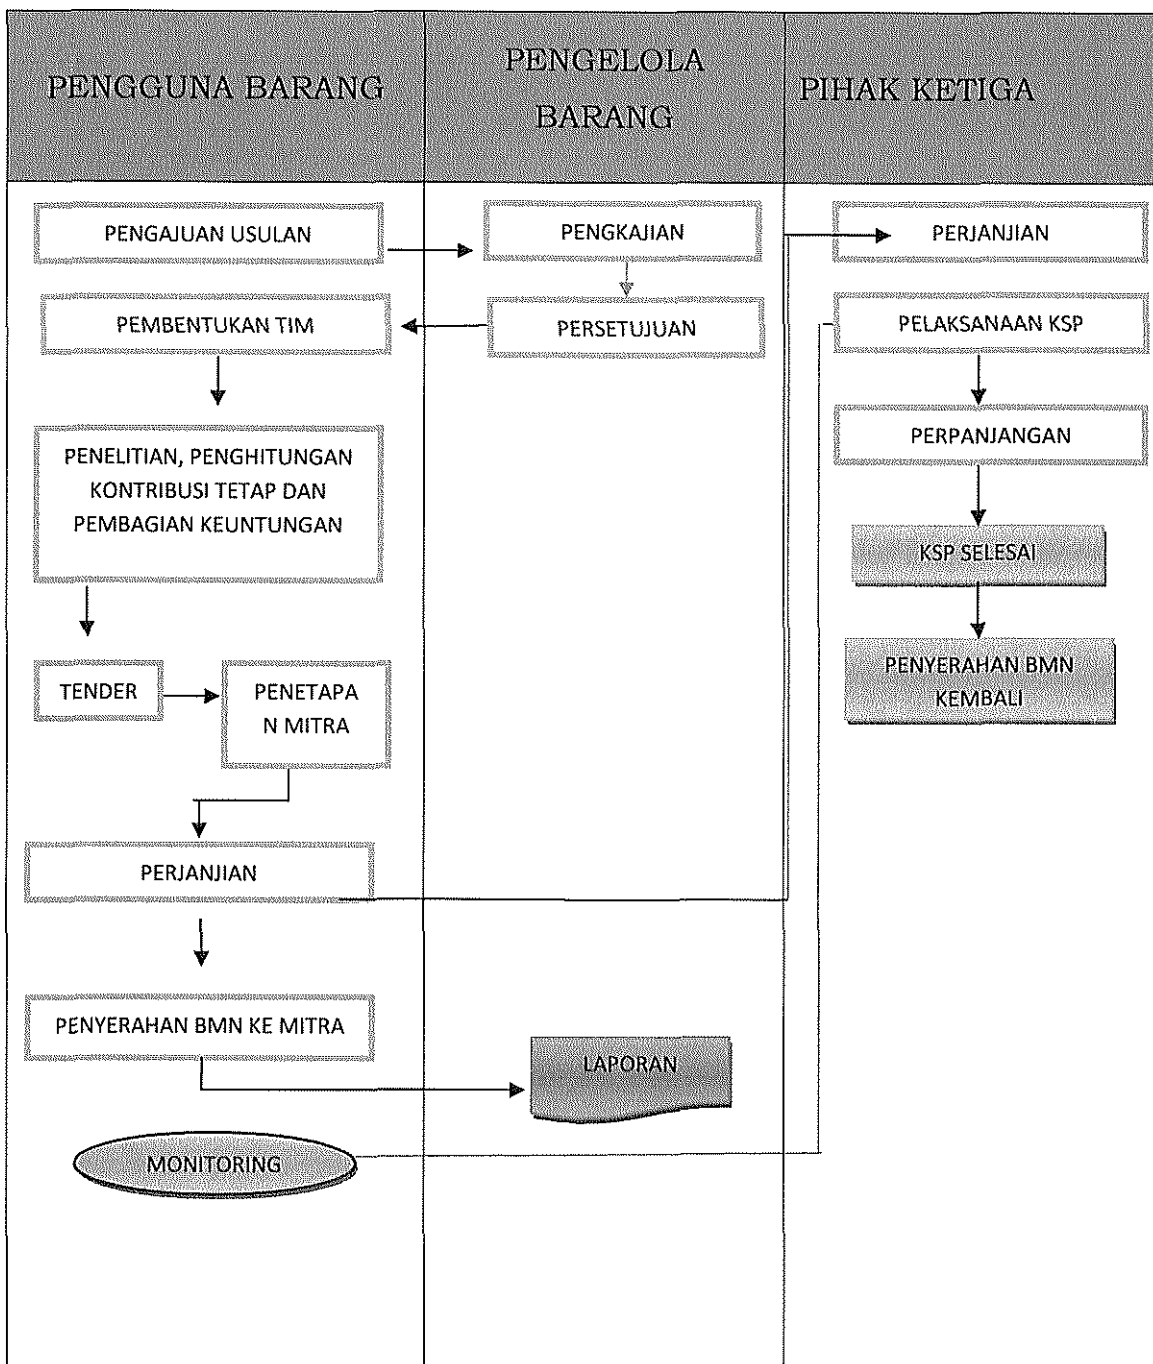 PENGGUNA BARANG
PENGELOLA
BARANG
PIHAK KETIGA
PENGAJUAN USULAN
PENGKAJIAN
PERJANJIAN
PEMBENTUKAN TIM
PERSETUJUAN
PELAKSANAAN KSP
PERPANJANGAN
PENELITIAN, PENGHITUNGAN
KONTRIBUSI TETAP DAN
PEMBAGIAN KEUNTUNGAN
KSP SELESAI
TENDER
PENETAPA
N MITRA
PENYERAHAN BMN
KEMBALI
PERJANJIAN
PENYERAHAN BMN KE MITRA
LAPORAN
MONITORING